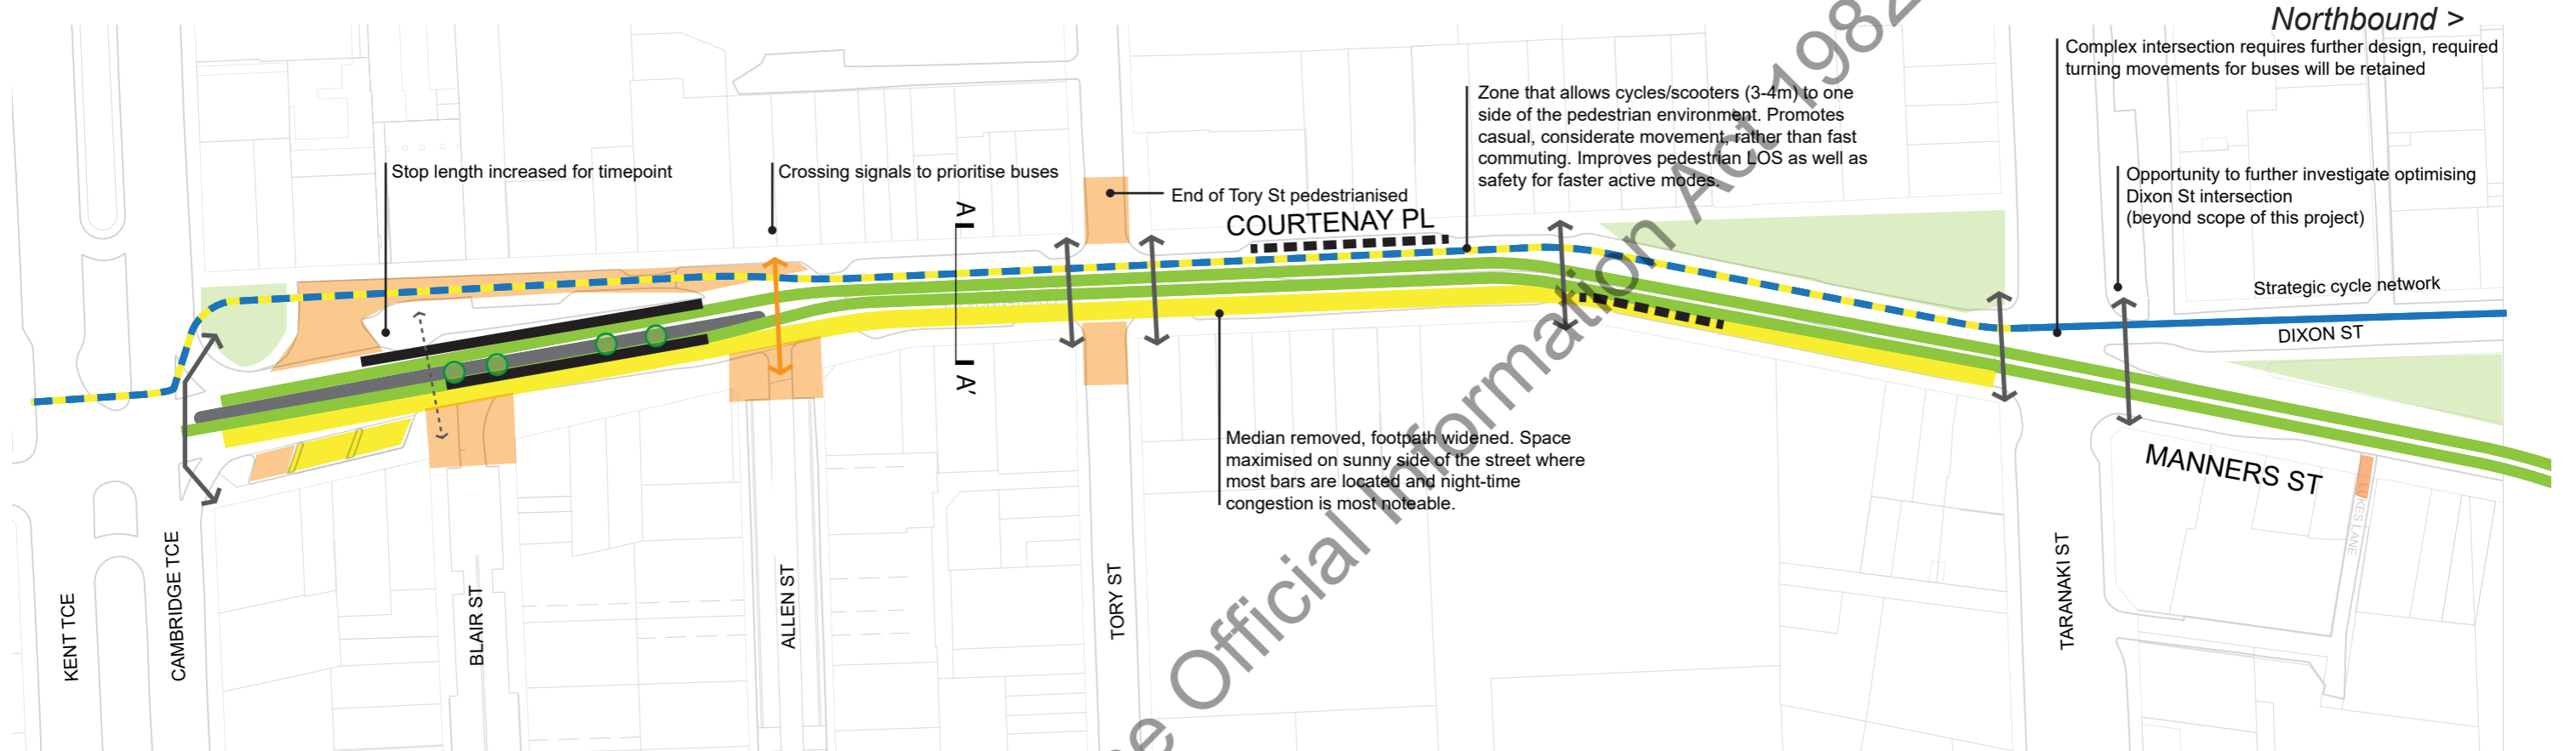 Northbound >
Complex intersection requires further design, required
turning movements for buses will be retained
Zone that allows cycles/scooters (3-4m) to one
side of the pedestrian environment. Promotes
casual, considerate movement, rather than fast
commuting. Improves pedestrian LOS as well as
safety for faster active modes.
Stop length increased for timepoint
Crossing signals to prioritise buses
End of Tory St pedestrianised
Opportunity to further investigate optimising
Dixon St intersection
(beyond scope of this project)
A
COURTENAY PL
Strategic cycle network
DIXON ST
A'
Median removed, footpath widened. Space
maximised on sunny side of the street where
most bars are located and night-time
congestion is most noteable.
MANNERS ST
LUKES LANE
KENT TCE
CAMBRIDGE TCE
BLAIR ST
ALLEN ST
TORY ST
TARANAKI ST
e Official Information Act 1982